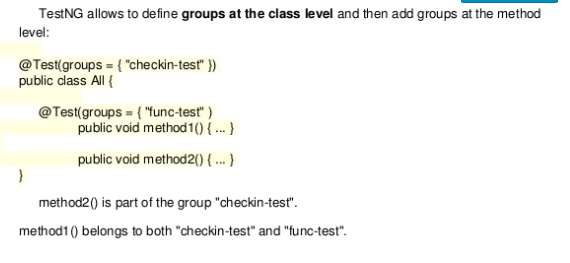 TestNG allows to define groups at the class level and then add groups at the method
level:
@Test(groups = { "checkin-test" })
public class All {
@Test(groups = { "func-test" )
public void method1() { ... }
public void method2() { ... }
}
method2() is part of the group "checkin-test".
method1 () belongs to both "checkin-test" and "func-test".